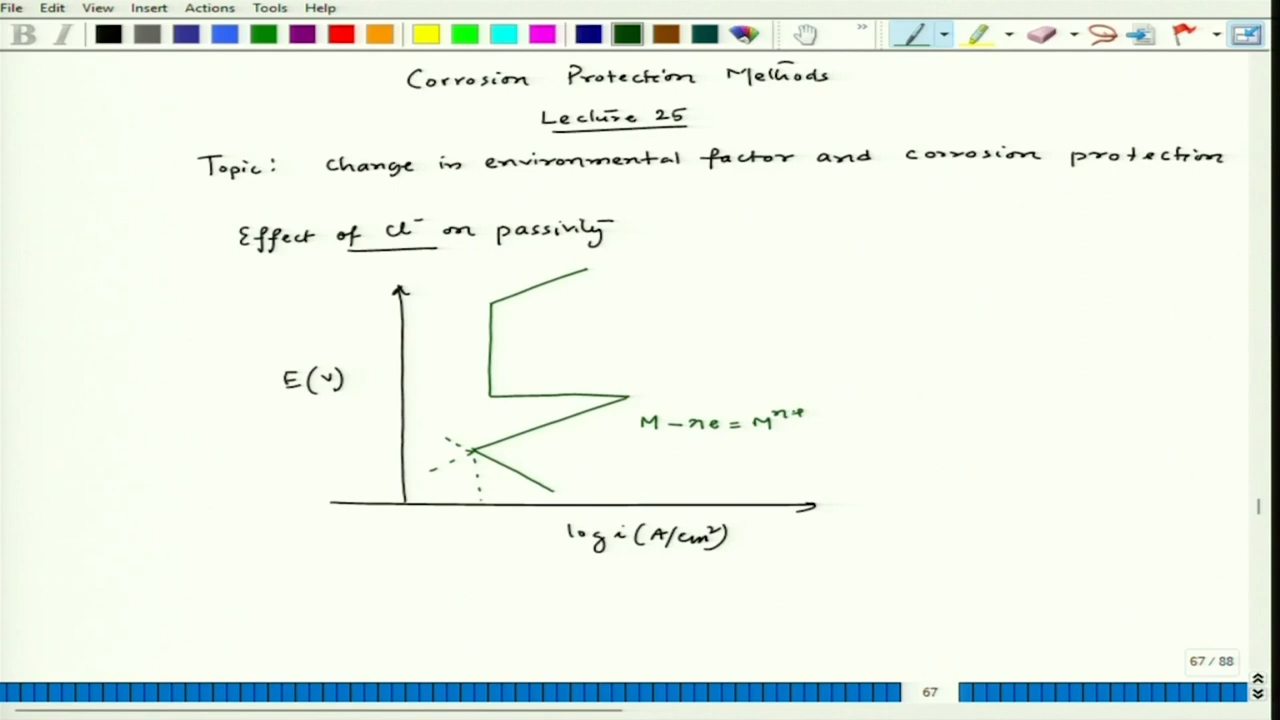 File Edit View Insert Actions Tools Help
B I
Corrosion Protection Methods
Lecture 25
Topic: Change in environmental factor and corrosion protection
Effect of Cl⁻ on passivity
E(V)
M - ne = Mⁿ⁺
log i (A/cm²)
67 / 88
67